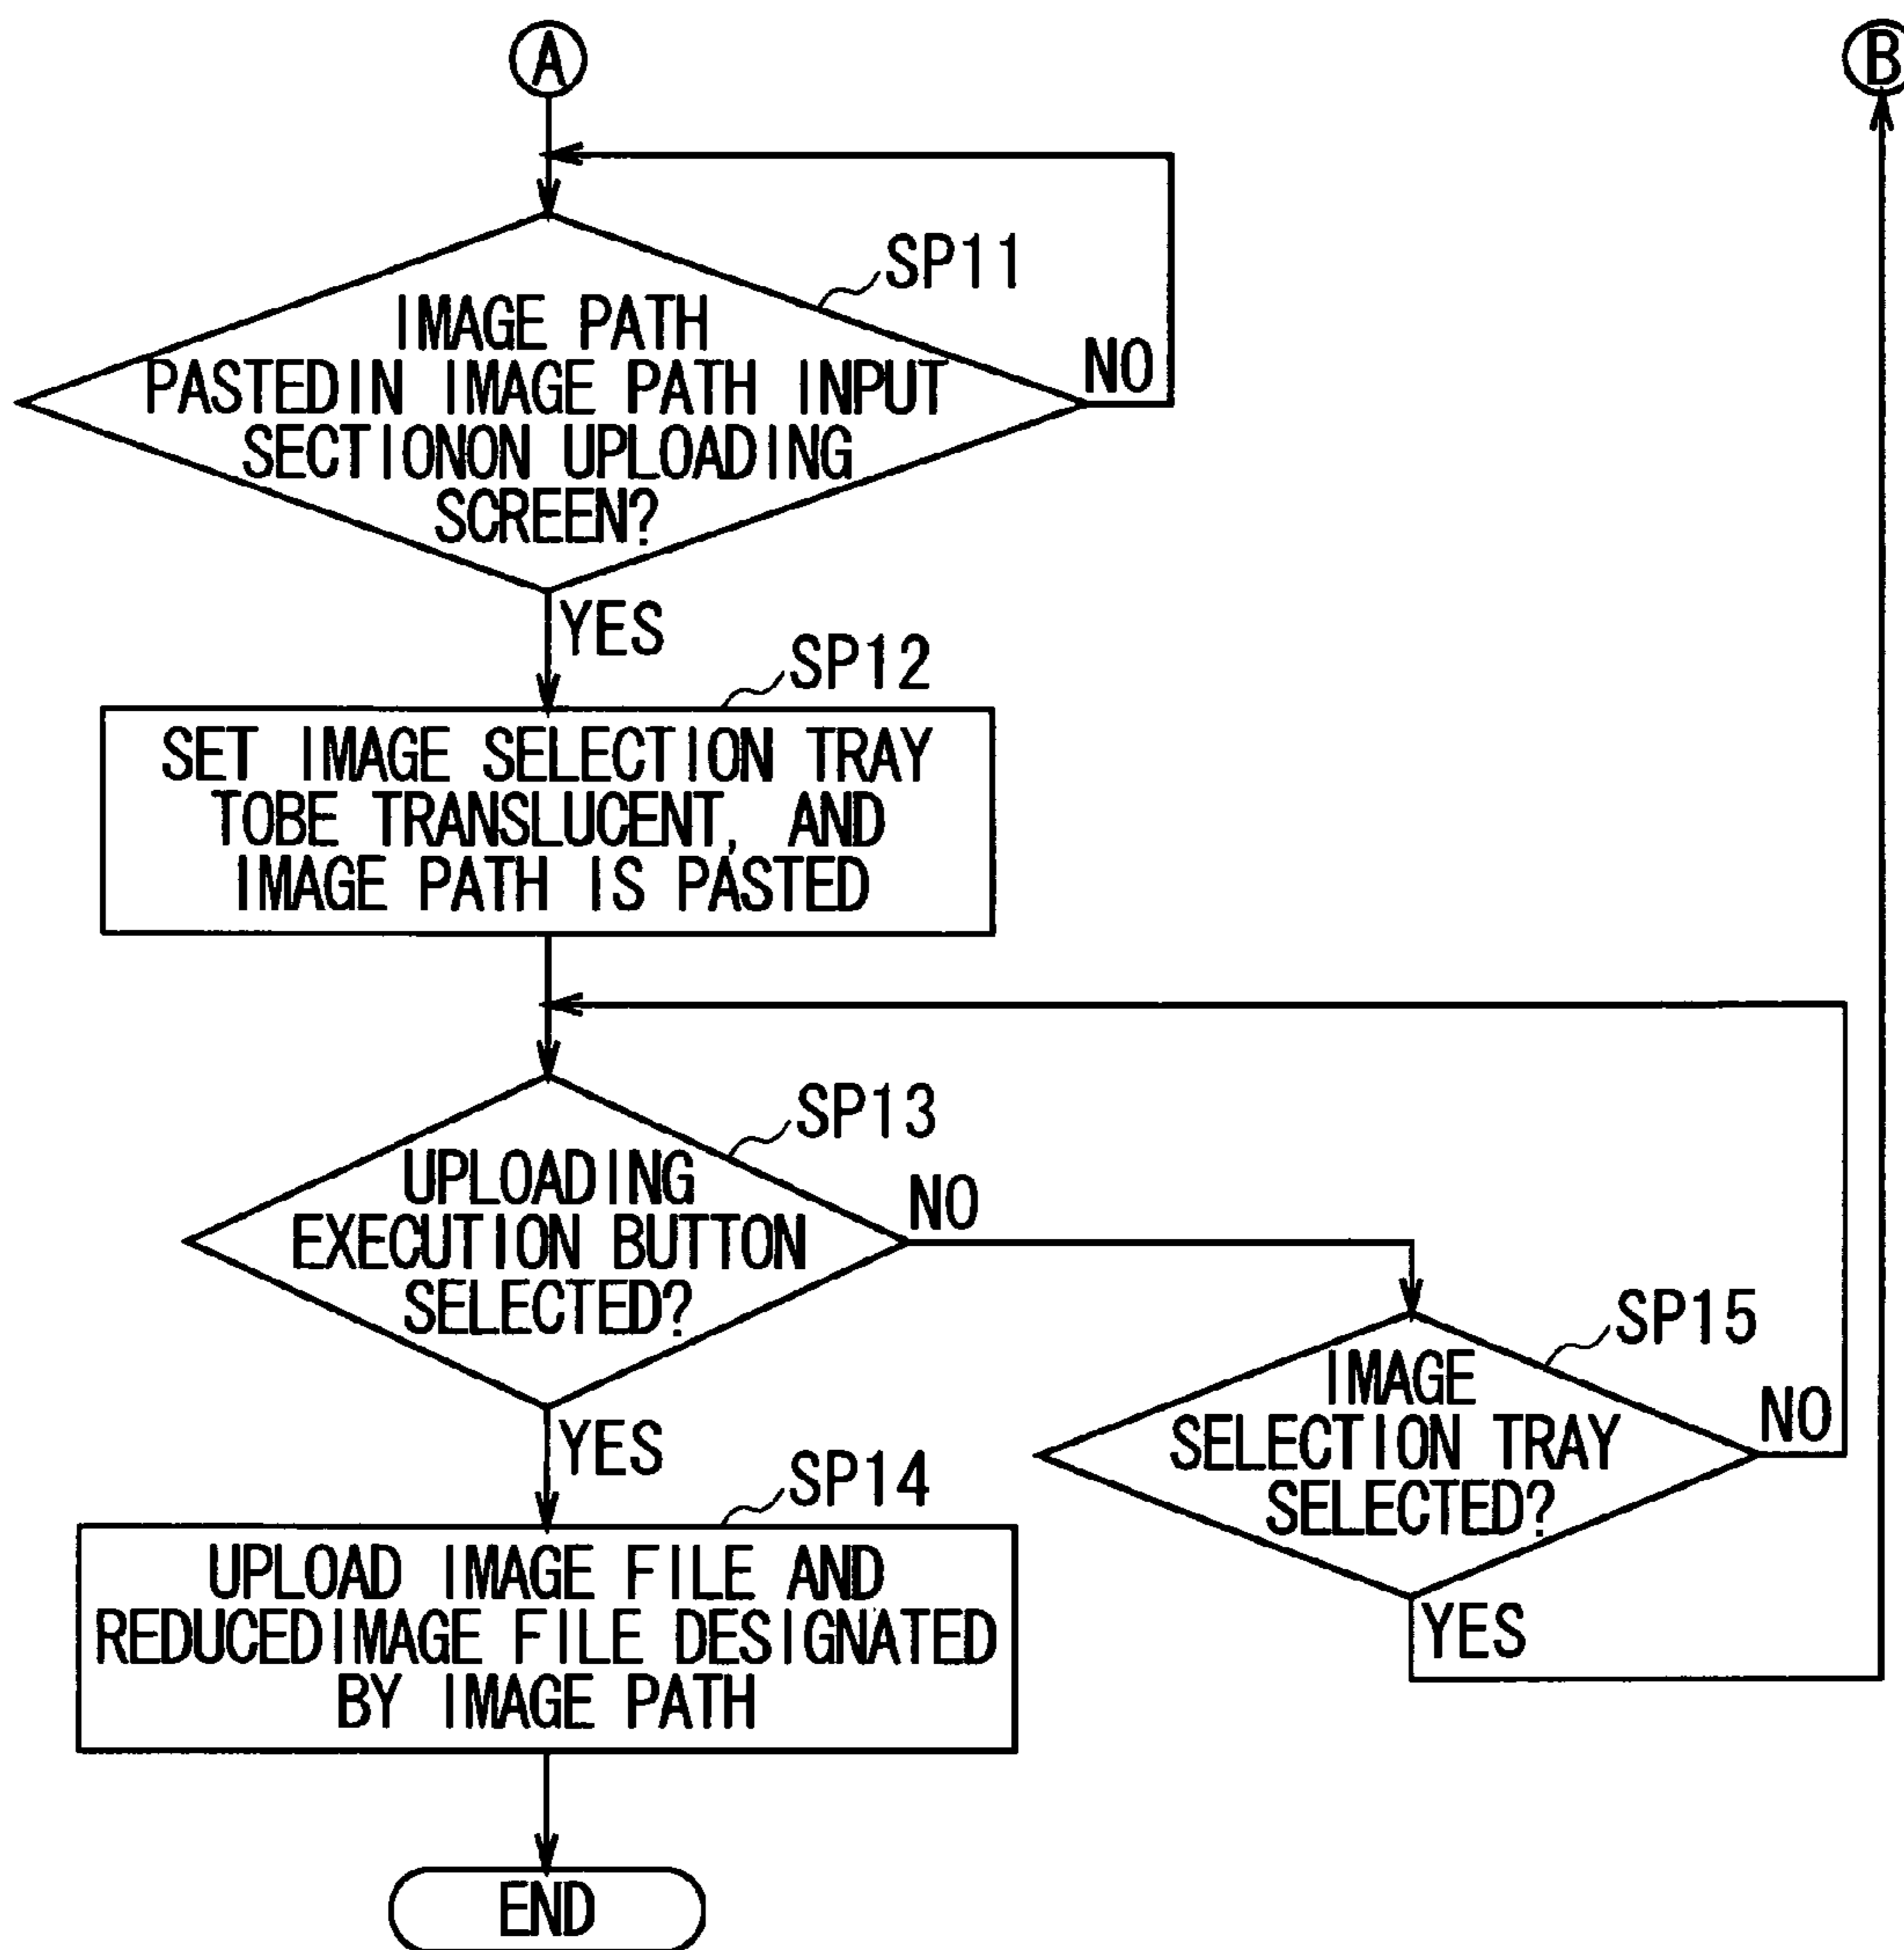 A
B
SP11
IMAGE PATH
PASTEDIN IMAGE PATH INPUT
SECTIONON UPLOADING
SCREEN?
NO
YES
SP12
SET IMAGE SELECTION TRAY
TOBE TRANSLUCENT, AND
IMAGE PATH IS PASTED
SP13
UPLOADING
EXECUTION BUTTON
SELECTED?
NO
YES
SP15
IMAGE
SELECTION TRAY
SELECTED?
NO
YES
SP14
UPLOAD IMAGE FILE AND
REDUCEDIMAGE FILE DESIGNATED
BY IMAGE PATH
END